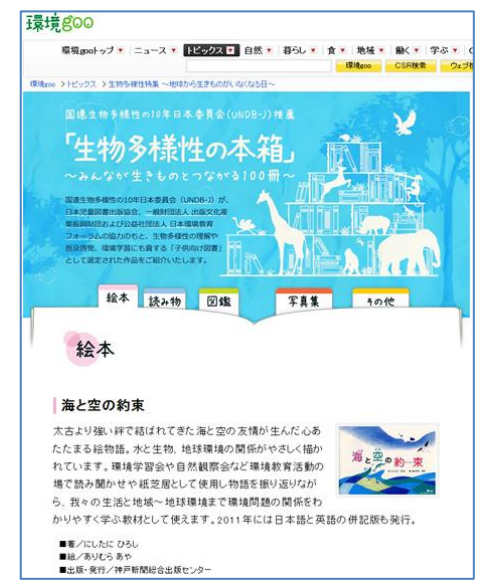 環境goo
環境gooトップ ニュース トピックス 自然 暮らし 食 地域 働く 学ぶ
環境goo CSR検索 ウェブ
環境goo >トピックス >生物多様性特集 ～地球から生きものがいなくなる日～
国連生物多様性の10年日本委員会(UNDB-J)推薦
「生物多様性の本箱」
～みんなが生きものとつながる100冊～
国連生物多様性の10年日本委員会（UNDB-J）が、
日本児童図書出版協会、一般財団法人 出版文化産
業振興財団および公益社団法人 日本環境教育
フォーラムの協力のもと、生物多様性の理解や
普及啓発、環境学習にも資する「子供向け図書」
として選定された作品をご紹介いたします。
絵本 読み物 図鑑 写真集 その他
絵本
海と空の約束
太古より強い絆で結ばれてきた海と空の友情が生んだ心あ
たたまる絵物語。水と生物、地球環境の関係がやさしく描か
れています。環境学習会や自然観察会など環境教育活動の
場で読み聞かせや紙芝居として使用し物語を振り返りなが
ら、我々の生活と地域～地球環境まで環境問題の関係をわ
かりやすく学ぶ教材として使えます。2011年には日本語と英語の併記版も発行。
海と空の約束
■著／にしたに ひろし
■絵／ありむら あや
■出版・発行／神戸新聞総合出版センター